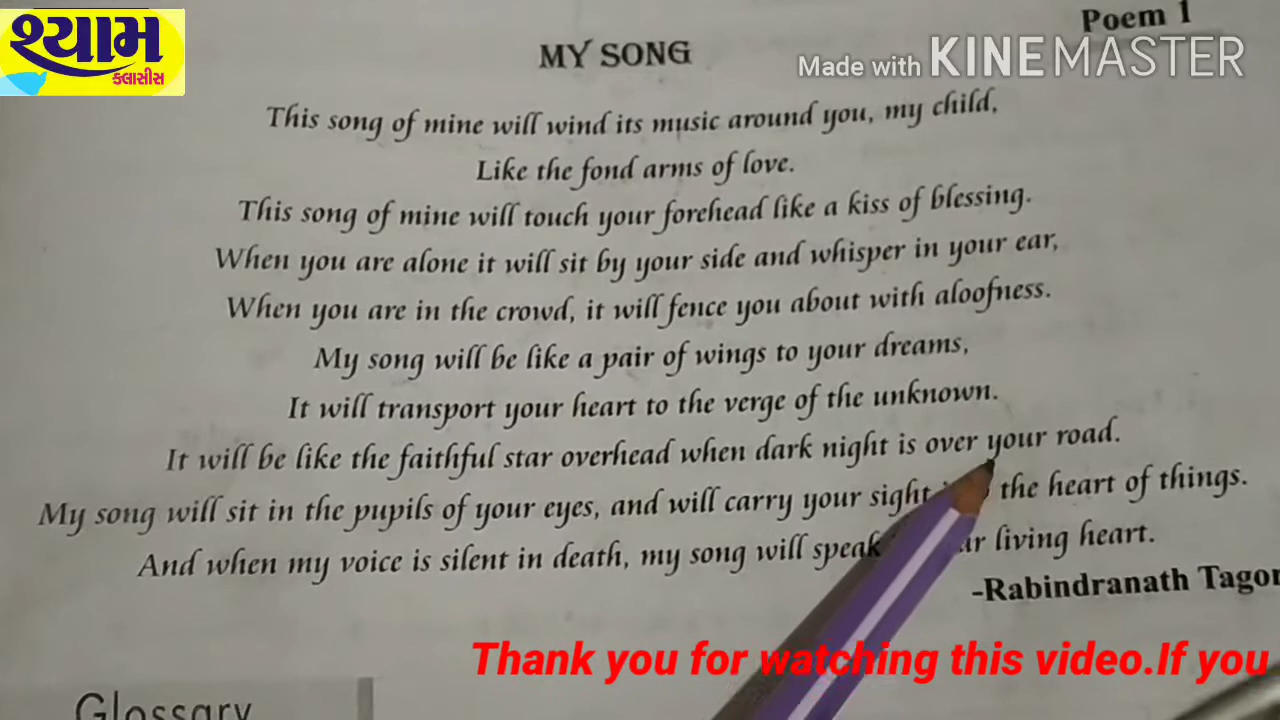 શ્યામ
ક્લાસીસ
Poem 1
Made with KINEMASTER
MY SONG
This song of mine will wind its music around you, my child,
Like the fond arms of love.
This song of mine will touch your forehead like a kiss of blessing.
When you are alone it will sit by your side and whisper in your ear,
When you are in the crowd, it will fence you about with aloofness.
My song will be like a pair of wings to your dreams,
It will transport your heart to the verge of the unknown.
It will be like the faithful star overhead when dark night is over your road.
My song will sit in the pupils of your eyes, and will carry your sight the heart of things.
And when my voice is silent in death, my song will speak living heart.
-Rabindranath Tagor
Thank you for watching this video.If you
Glossary